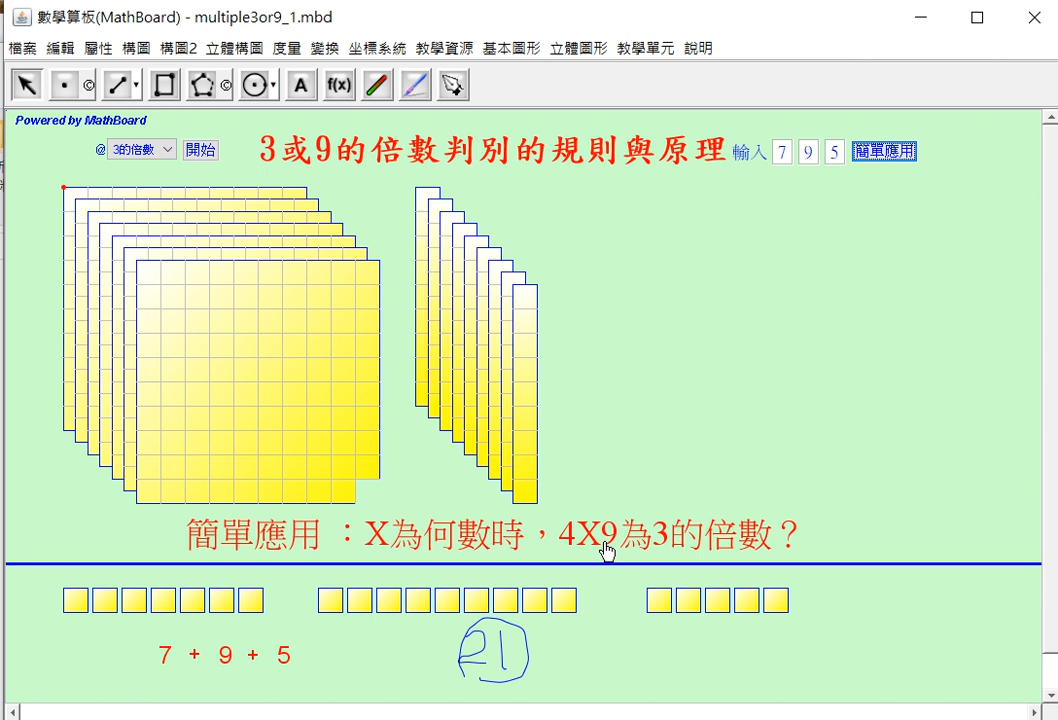 數學算板(MathBoard) - multiple3or9_1.mbd
檔案 編輯 屬性 構圖 構圖2 立體構圖 度量 變換 坐標系統 教學資源 基本圖形 立體圖形 教學單元 說明
© © A f(x)
Powered by MathBoard
@ 3的倍數 開始 3或9的倍數判別的規則與原理 輸入 7 9 5 簡單應用
簡單應用 ：X為何數時，4X9為3的倍數？
7 + 9 + 5 21